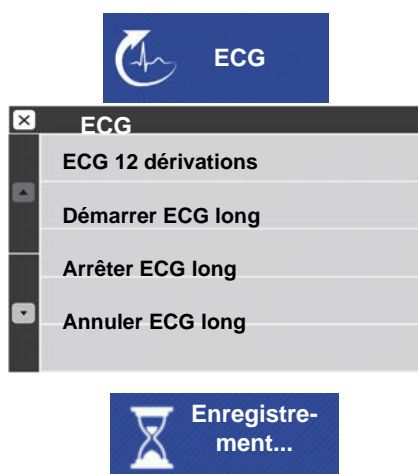 ECG
ECG
ECG 12 dérivations
Démarrer ECG long
Arrêter ECG long
Annuler ECG long
Enregistre-
ment...